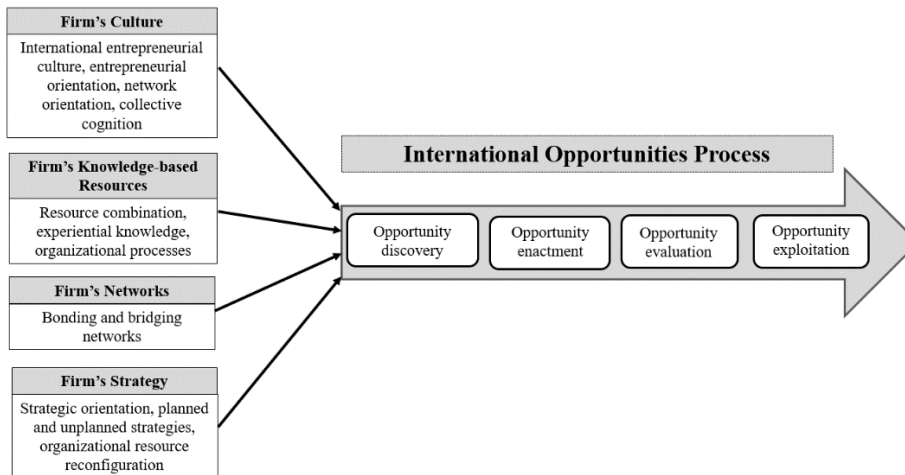 Firm's Culture
International entrepreneurial
culture, entrepreneurial
orientation, network
orientation, collective
cognition
Firm's Knowledge-based
Resources
Resource combination,
experiential knowledge,
organizational processes
Firm's Networks
Bonding and bridging
networks
Firm's Strategy
Strategic orientation, planned
and unplanned strategies,
organizational resource
reconfiguration
International Opportunities Process
Opportunity
discovery
Opportunity
enactment
Opportunity
evaluation
Opportunity
exploitation